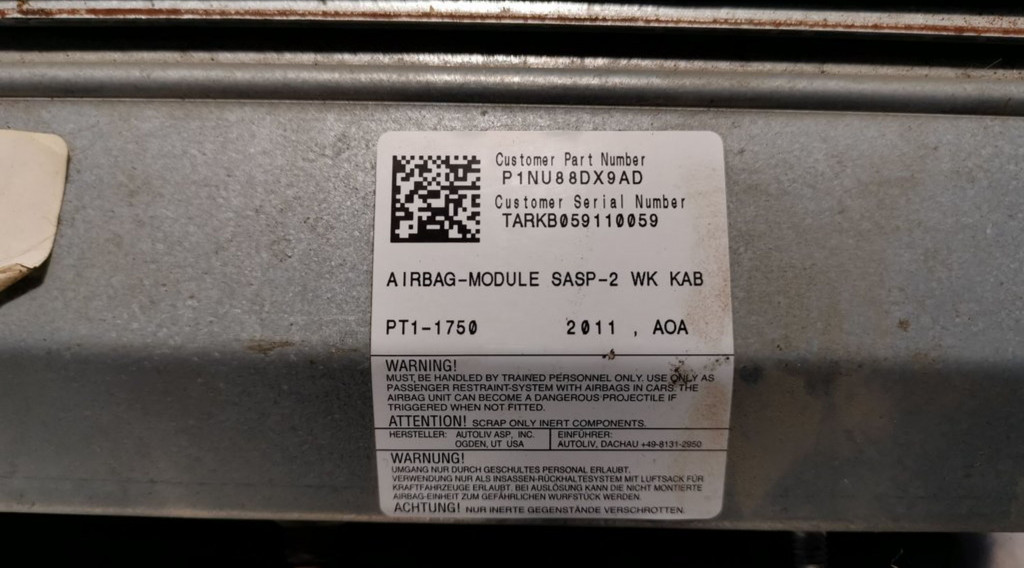 Customer Part Number
P1NU88DX9AD
Customer Serial Number
TARKB059110059
AIRBAG-MODULE SASP-2 WK KAB
PT1-1750 2011 , AOA
WARNING!
MUST BE HANDLED BY TRAINED PERSONNEL ONLY. USE ONLY AS
PASSENGER RESTRAINT-SYSTEM WITH AIRBAGS IN CARS. THE
AIRBAG UNIT CAN BECOME A DANGEROUS PROJECTILE IF
TRIGGERED WHEN NOT FITTED.
ATTENTION! SCRAP ONLY INERT COMPONENTS.
HERSTELLER: AUTOLIV ASP, INC. EINFÜHRER:
OGDEN, UT USA AUTOLIV, DACHAU +49-8131-2950
WARNUNG!
UMGANG NUR DURCH GESCHULTES PERSONAL ERLAUBT.
VERWENDUNG NUR ALS INSASSEN-RÜCKHALTESYSTEM MIT LUFTSACK FÜR
KRAFTFAHRZEUGE ERLAUBT. BEI AUSLÖSUNG KANN DIE NICHT MONTIERTE
AIRBAG-EINHEIT ZUM GEFÄHRLICHEN WURFSTÜCK WERDEN.
ACHTUNG! NUR INERTE GEGENSTÄNDE VERSCHROTTEN.